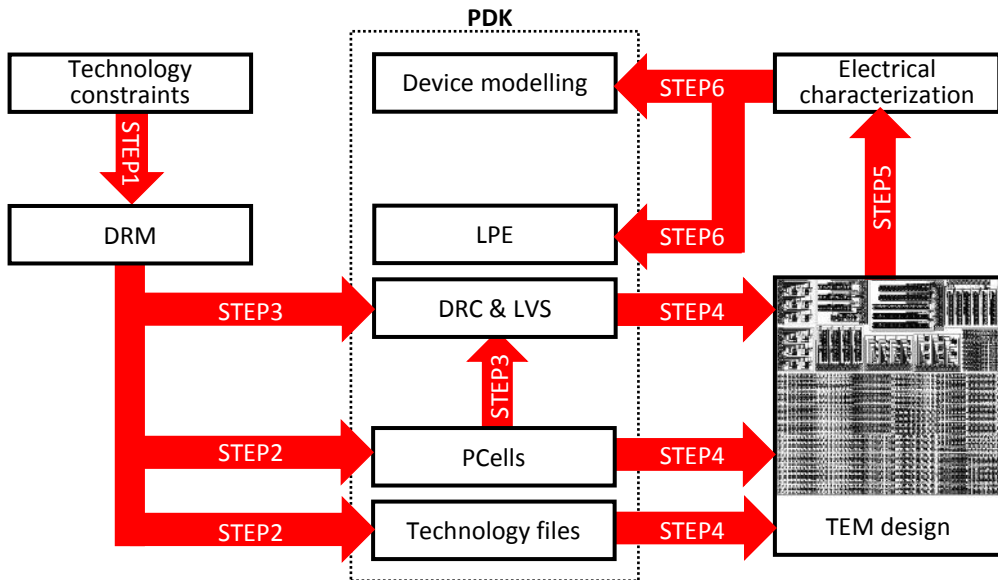 PDK
Technology
constraints
Device modelling
STEP6
Electrical
characterization
STEP1
STEP5
DRM
LPE
STEP6
STEP3
DRC & LVS
STEP4
STEP3
STEP2
PCells
STEP4
STEP2
Technology files
STEP4
TEM design